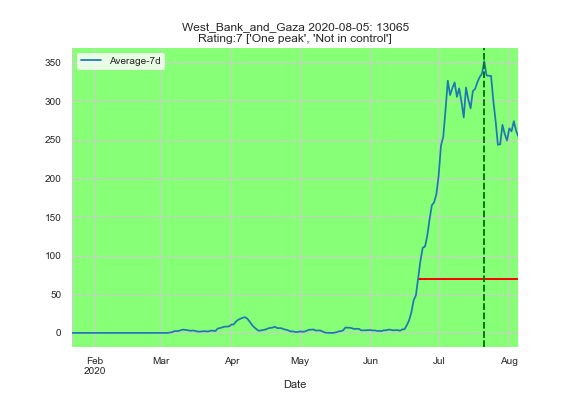 West_Bank_and_Gaza 2020-08-05: 13065
Rating:7 ['One peak', 'Not in control']
Average-7d
350
300
250
200
150
100
50
0
Feb Mar Apr May Jun Jul Aug
2020
Date